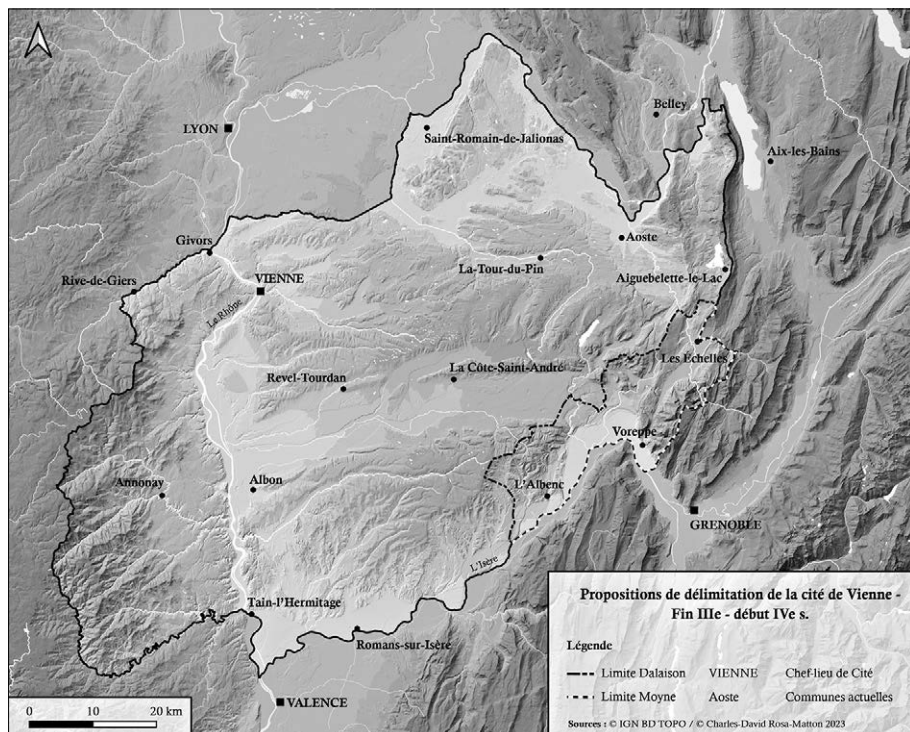 Belley
LYON
Saint-Romain-de-Jalionas
Aix-les-Bains
Aoste
Givors
La-Tour-du-Pin
Aiguebelette-le-Lac
Rive-de-Giers
VIENNE
Le Rhône
Les Échelles
La Côte-Saint-André
Revel-Tourdan
Voreppe
Annonay
Albon
L'Albenc
GRENOBLE
L'Isère
Tain-l'Hermitage
Romans-sur-Isère
VALENCE
0 10 20 km
Propositions de délimitation de la cité de Vienne -
Fin IIIe - début IVe s.
Légende
Limite Dalaison VIENNE Chef-lieu de Cité
Limite Moyne Aoste Communes actuelles
Sources : © IGN BD TOPO / © Charles-David Rosa-Matton 2023